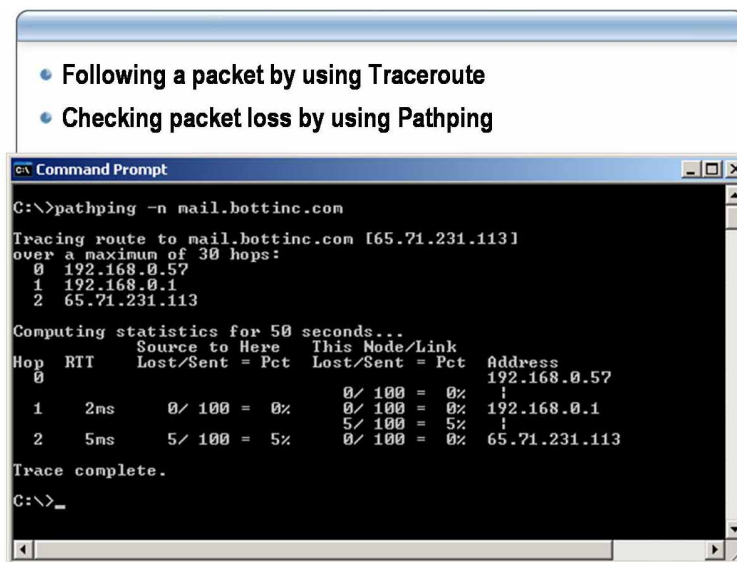 Following a packet by using Traceroute
Checking packet loss by using Pathping
C:\ Command Prompt
C:\>pathping -n mail.bottinc.com
Tracing route to mail.bottinc.com [65.71.231.113]
over a maximum of 30 hops:
0 192.168.0.57
1 192.168.0.1
2 65.71.231.113
Computing statistics for 50 seconds...
Source to Here This Node/Link
Hop RTT Lost/Sent = Pct Lost/Sent = Pct Address
0 192.168.0.57
0/ 100 = 0% |
1 2ms 0/ 100 = 0% 0/ 100 = 0% 192.168.0.1
5/ 100 = 5% |
2 5ms 5/ 100 = 5% 0/ 100 = 0% 65.71.231.113
Trace complete.
C:\>_